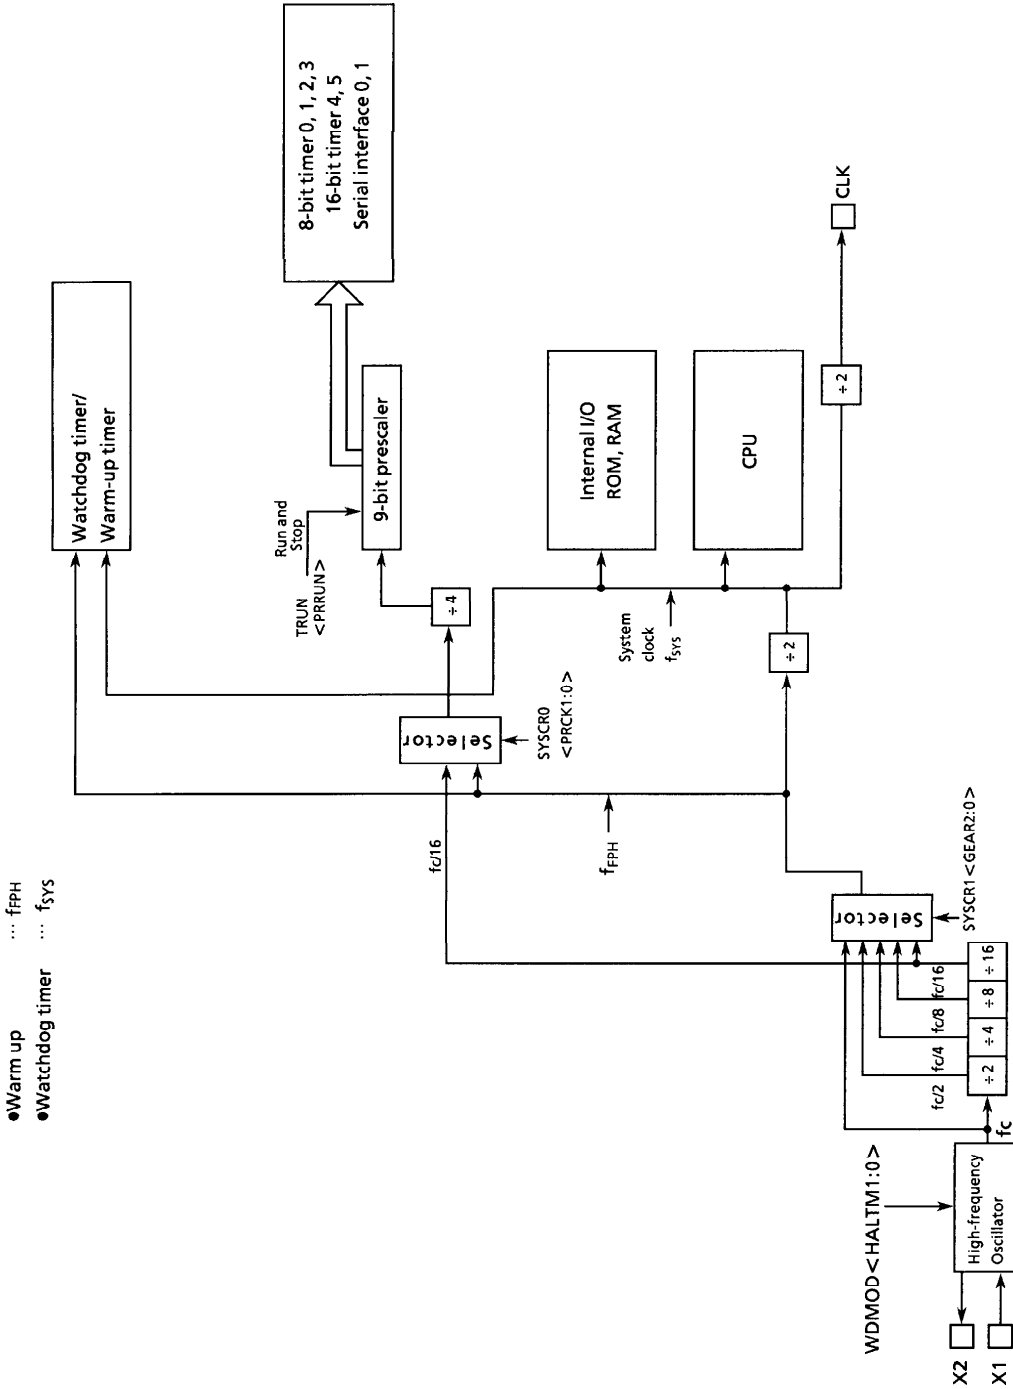 ●Warm up ... fFPH
●Watchdog timer ... fSYS
Watchdog timer/
Warm-up timer
8-bit timer 0, 1, 2, 3
16-bit timer 4, 5
Serial interface 0, 1
Run and
Stop
TRUN
<PRRUN>
9-bit prescaler
÷4
Selector
SYSCR0
<PRCK1:0>
fc/16
fFPH
System
clock
fSYS
Internal I/O
ROM, RAM
CPU
÷2
÷2
CLK
Selector
SYSCR1<GEAR2:0>
fc/2
fc/4
fc/8
fc/16
÷2
÷4
÷8
÷16
fc
WDMOD<HALTM1:0>
High-frequency
Oscillator
X2
X1